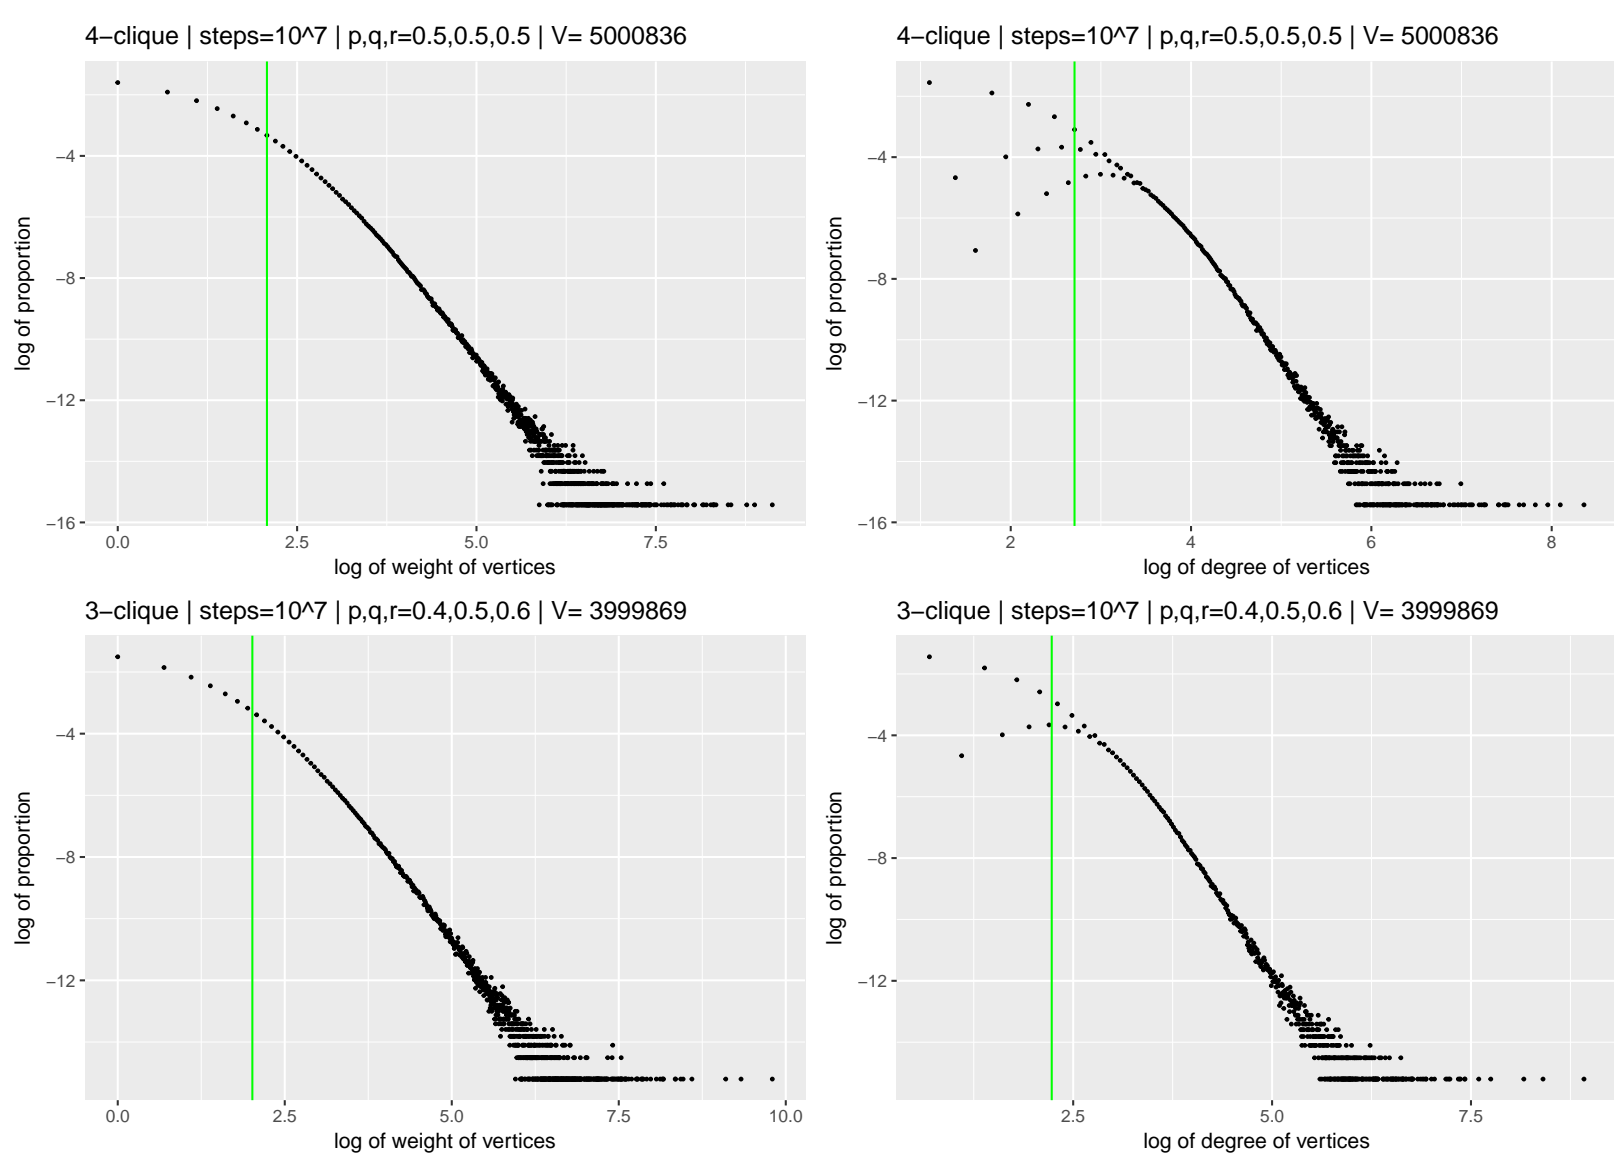 4−clique | steps=10^7 | p,q,r=0.5,0.5,0.5 | V= 5000836
log of proportion
−4
−8
−12
−16
0.0 2.5 5.0 7.5
log of weight of vertices
4−clique | steps=10^7 | p,q,r=0.5,0.5,0.5 | V= 5000836
log of proportion
−4
−8
−12
−16
2 4 6 8
log of degree of vertices
3−clique | steps=10^7 | p,q,r=0.4,0.5,0.6 | V= 3999869
log of proportion
−4
−8
−12
0.0 2.5 5.0 7.5 10.0
log of weight of vertices
3−clique | steps=10^7 | p,q,r=0.4,0.5,0.6 | V= 3999869
log of proportion
−4
−8
−12
2.5 5.0 7.5
log of degree of vertices